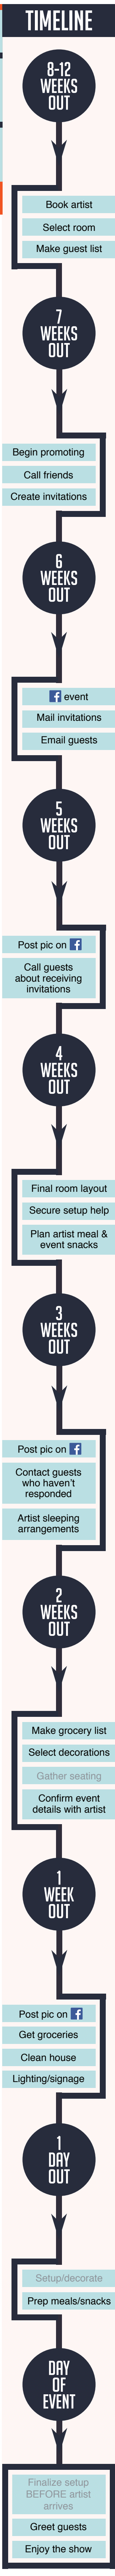 TIMELINE
8-12
WEEKS
OUT
Book artist
Select room
Make guest list
7
WEEKS
OUT
Begin promoting
Call friends
Create invitations
6
WEEKS
OUT
f event
Mail invitations
Email guests
5
WEEKS
OUT
Post pic on f
Call guests
about receiving
invitations
4
WEEKS
OUT
Final room layout
Secure setup help
Plan artist meal &
event snacks
3
WEEKS
OUT
Post pic on f
Contact guests
who haven't
responded
Artist sleeping
arrangements
2
WEEKS
OUT
Make grocery list
Select decorations
Gather seating
Confirm event
details with artist
1
WEEK
OUT
Post pic on f
Get groceries
Clean house
Lighting/signage
1
DAY
OUT
Setup/decorate
Prep meals/snacks
DAY
OF
EVENT
Finalize setup
BEFORE artist
arrives
Greet guests
Enjoy the show